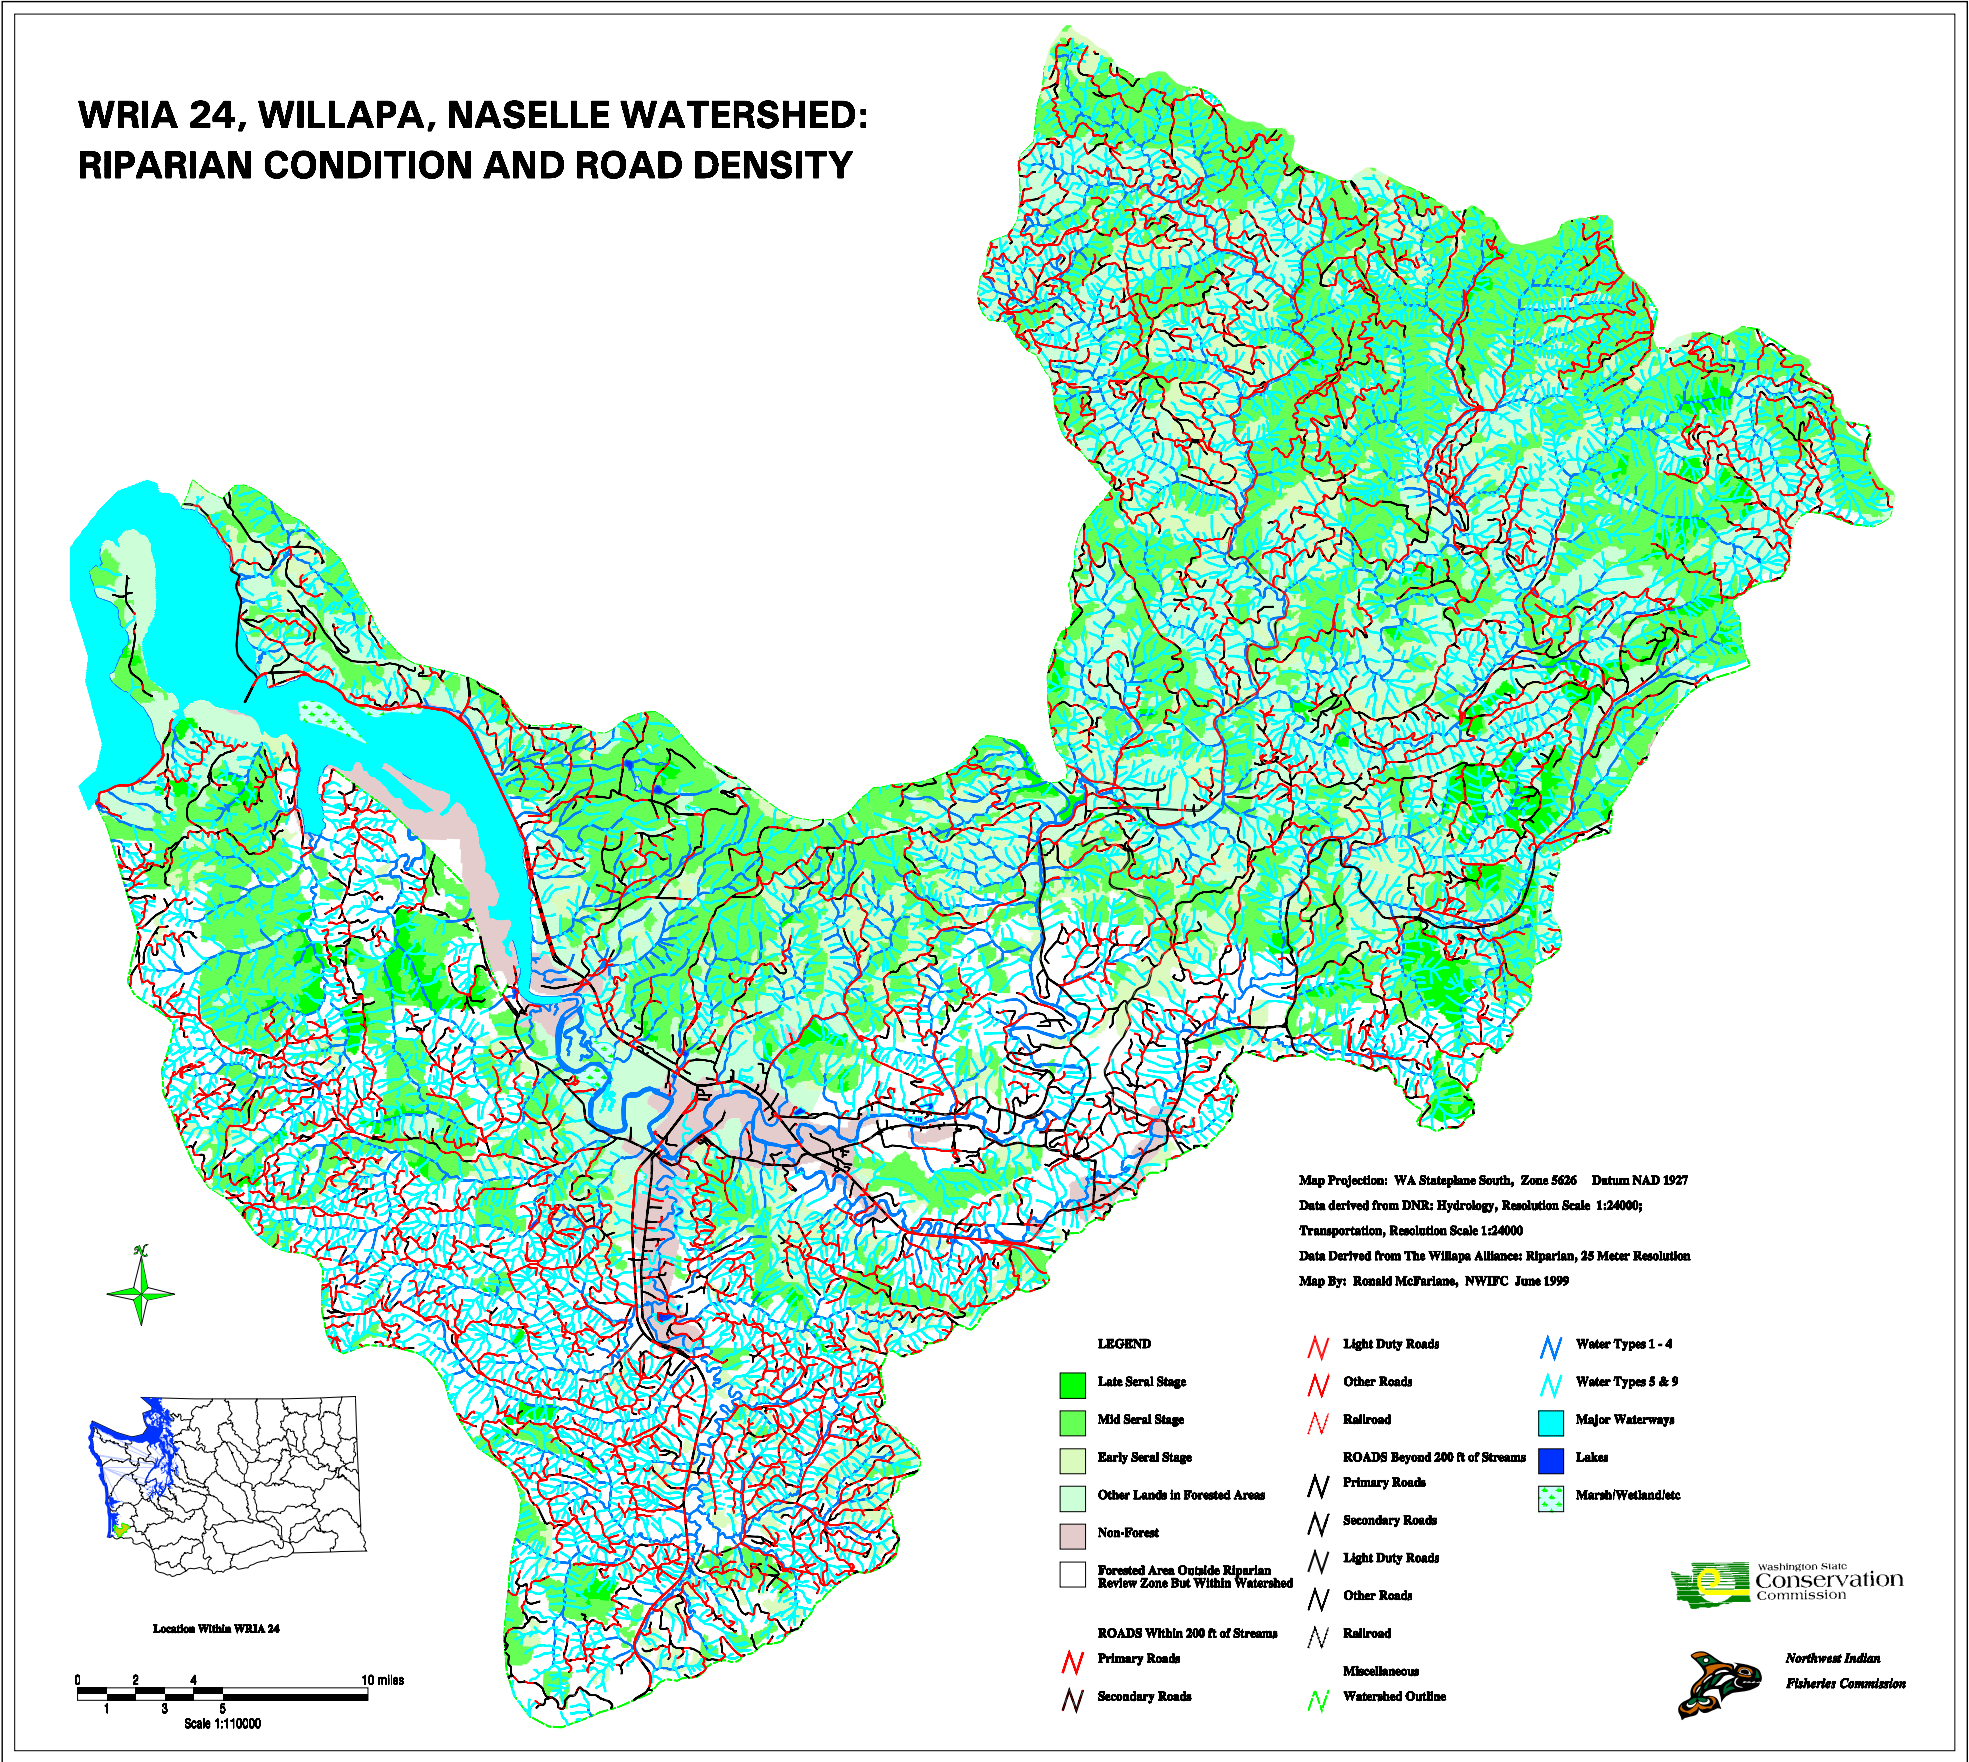 WRIA 24, WILLAPA, NASELLE WATERSHED:
RIPARIAN CONDITION AND ROAD DENSITY
Map Projection: WA Stateplane South, Zone 5626 Datum NAD 1927
Data derived from DNR: Hydrology, Resolution Scale 1:24000;
Transportation, Resolution Scale 1:24000
Data Derived from The Willapa Alliance: Riparian, 25 Meter Resolution
Map By: Ronald McFarlane, NWIFC June 1999
N
LEGEND
Late Seral Stage
Mid Seral Stage
Early Seral Stage
Other Lands in Forested Areas
Non-Forest
Forested Area Outside Riparian
Review Zone But Within Watershed
ROADS Within 200 ft of Streams
Primary Roads
Secondary Roads
Light Duty Roads
Other Roads
Railroad
ROADS Beyond 200 ft of Streams
Primary Roads
Secondary Roads
Light Duty Roads
Other Roads
Railroad
Miscellaneous
Watershed Outline
Water Types 1 - 4
Water Types 5 & 9
Major Waterways
Lakes
Marsh/Wetland/etc
Location Within WRIA 24
0 2 4 10 miles
1 3 5
Scale 1:110000
Washington State
Conservation
Commission
Northwest Indian
Fisheries Commission